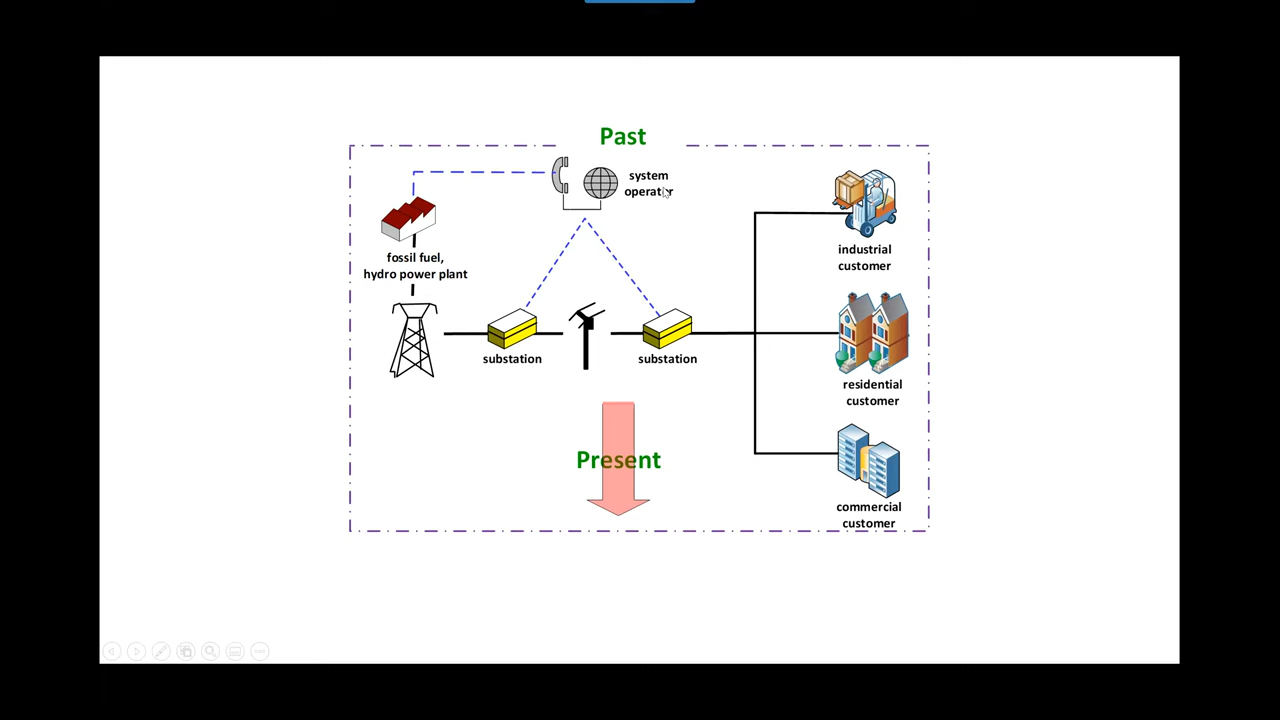 Past
system
operator
fossil fuel,
hydro power plant
industrial
customer
substation
substation
residential
customer
Present
commercial
customer